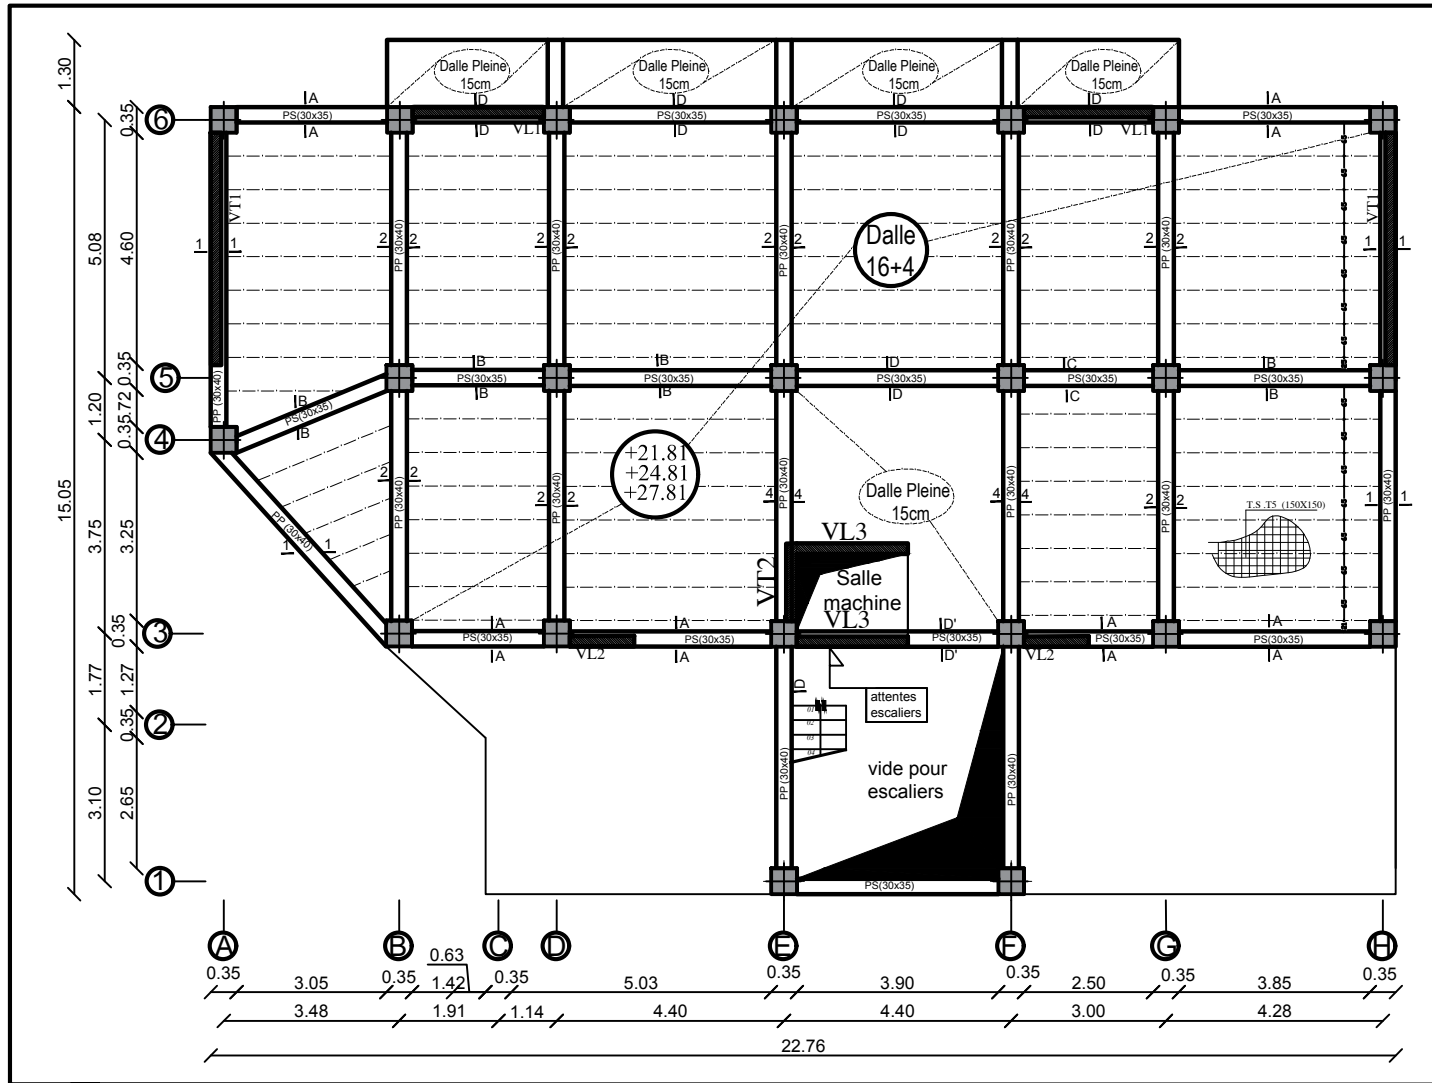 1.30
Dalle Pleine
15cm
Dalle Pleine
15cm
Dalle Pleine
15cm
Dalle Pleine
15cm
0.35
6
A
PS(30x35)
A
D
D
VL1
D
PS(30x35)
D
D
PS(30x35)
D
D
D
VL1
A
PS(30x35)
A
VT1
1
1
PP (30x40)
2
2
PP (30x40)
2
2
PP (30x40)
2
2
PP (30x40)
2
2
PP (30x40)
2
2
VT1
1
1
Dalle
16+4
5.08
4.60
0.35
5
B
PS(30x35)
B
B
PS(30x35)
B
D
PS(30x35)
D
C
PS(30x35)
C
B
PS(30x35)
B
PP (30x40)
1.20
0.72
0.35
4
B
PS(30x35)
B
+21.81
+24.81
+27.81
Dalle Pleine
15cm
15.05
3.75
3.25
PP (30x40)
1
1
PP (30x40)
2
2
PP (30x40)
2
2
PP (30x40)
4
4
PP (30x40)
4
4
PP (30x40)
2
2
PP (30x40)
1
1
T.S .T5 (150X150)
VL3
VT2
Salle
machine
VL3
0.35
3
A
PS(30x35)
A
VL2
A
PS(30x35)
A
D'
PS(30x35)
D'
VL2
A
PS(30x35)
A
A
PS(30x35)
A
1.77
1.27
0.35
2
D
attentes
escaliers
01
02
03
04
vide pour
escaliers
PP (30x40)
PP (30x40)
3.10
2.65
1
PS(30x35)
A
B
C
D
E
F
G
H
0.35
0.35
0.63
0.35
0.35
0.35
0.35
0.35
3.05
1.42
5.03
3.90
2.50
3.85
3.48
1.91
1.14
4.40
4.40
3.00
4.28
22.76